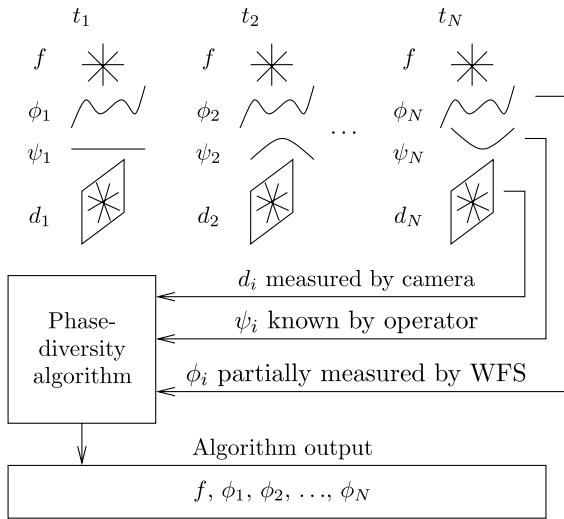 t_1 t_2 t_N
f f f
ϕ_1 ϕ_2 ϕ_N
...
ψ_1 ψ_2 ψ_N
d_1 d_2 d_N
d_i measured by camera
ψ_i known by operator
ϕ_i partially measured by WFS
Phase-
diversity
algorithm
Algorithm output
f, ϕ_1, ϕ_2, ..., ϕ_N